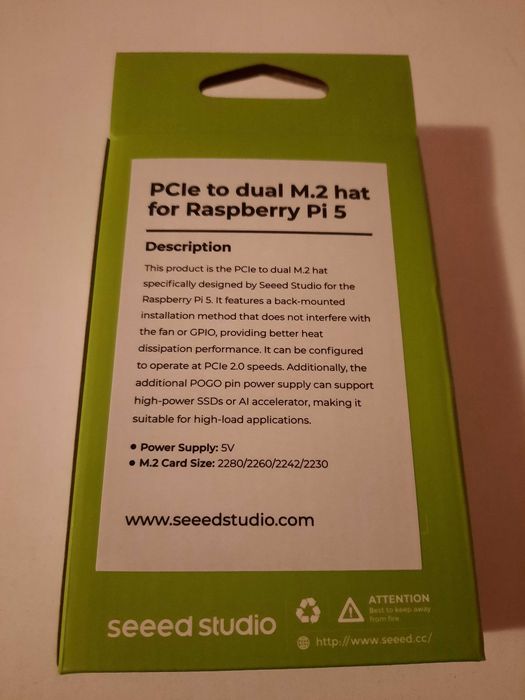 PCIe to dual M.2 hat
for Raspberry Pi 5
Description
This product is the PCIe to dual M.2 hat
specifically designed by Seeed Studio for the
Raspberry Pi 5. It features a back-mounted
installation method that does not interfere with
the fan or GPIO, providing better heat
dissipation performance. It can be configured
to operate at PCIe 2.0 speeds. Additionally, the
additional POGO pin power supply can support
high-power SSDs or AI accelerator, making it
suitable for high-load applications.
• Power Supply: 5V
• M.2 Card Size: 2280/2260/2242/2230
www.seeedstudio.com
seeed studio
ATTENTION
Best to keep away
from fire.
http://www.seeed.cc/